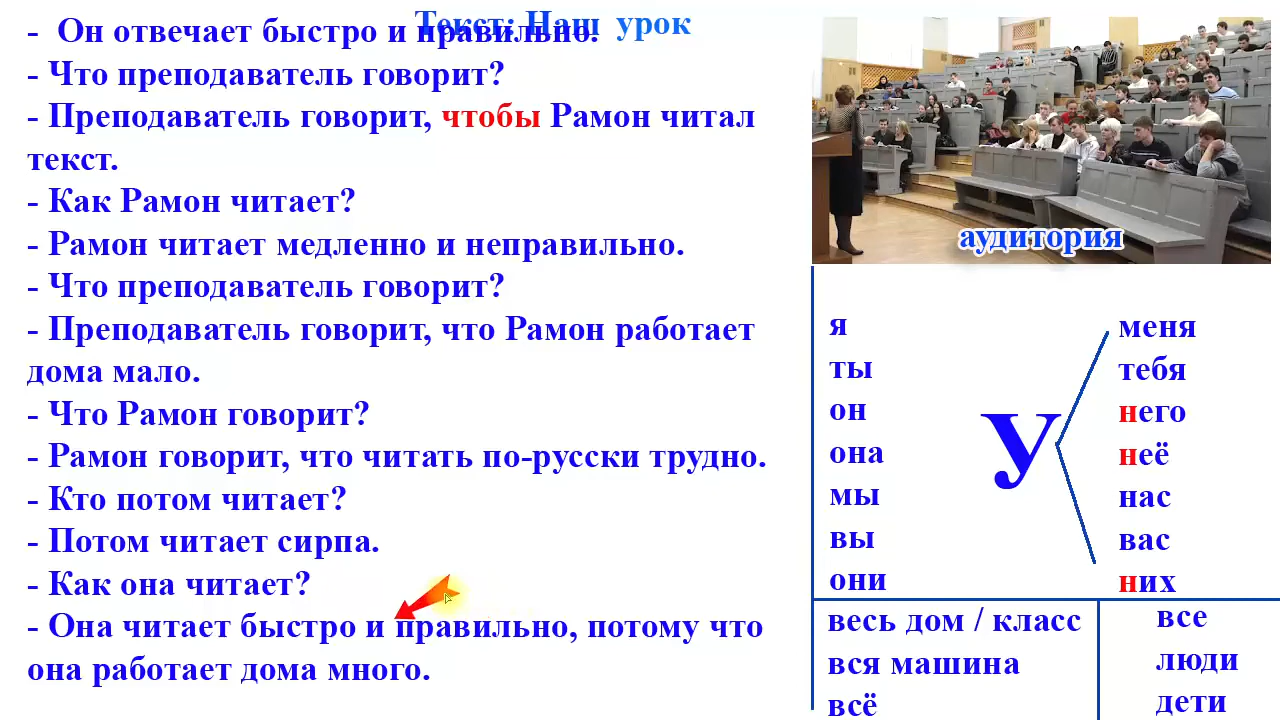 Текст: Наш урок
- Он отвечает быстро и правильно.
- Что преподаватель говорит?
- Преподаватель говорит, чтобы Рамон читал
текст.
- Как Рамон читает?
- Рамон читает медленно и неправильно.
- Что преподаватель говорит?
- Преподаватель говорит, что Рамон работает
дома мало.
- Что Рамон говорит?
- Рамон говорит, что читать по-русски трудно.
- Кто потом читает?
- Потом читает сирпа.
- Как она читает?
- Она читает быстро и правильно, потому что
она работает дома много.
аудитория
я
ты
он
она
мы
вы
они
У
меня
тебя
него
неё
нас
вас
них
весь дом / класс
вся машина
всё
все
люди
дети